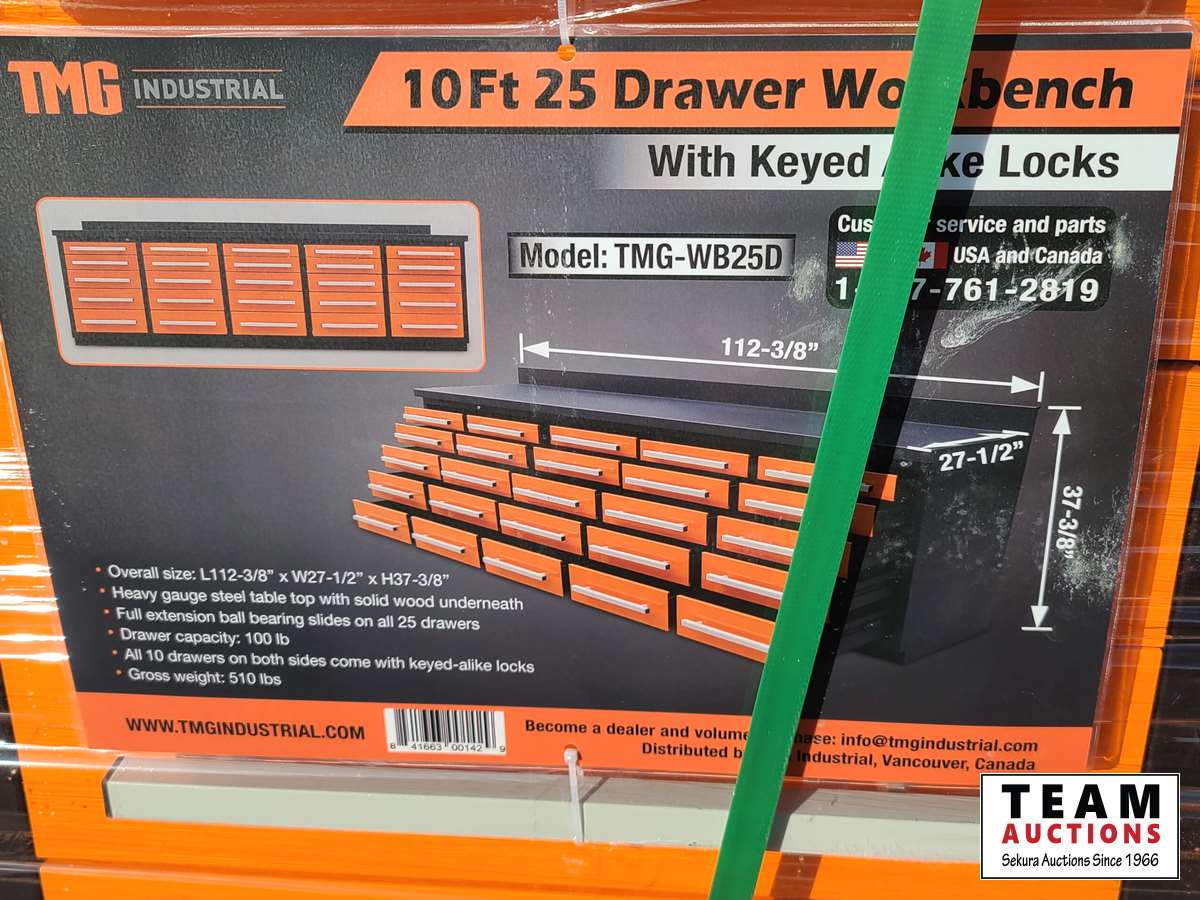 TMG INDUSTRIAL
10Ft 25 Drawer
With Keyed Locks
Model: TMG-WB25D
service and parts
USA and Canada
7-761-2819
112-3/8”
27-1/2”
37-3/8”
• Overall size: L112-3/8” x W27-1/2” x H37-3/8”
• Heavy gauge steel table top with solid wood underneath
• Full extension ball bearing slides on all 25 drawers
• Drawer capacity: 100 lb
• All 10 drawers on both sides come with keyed-alike locks
• Gross weight: 510 lbs
WWW.TMGINDUSTRIAL.COM
8 41663 00142 9
Become a dealer and volume info@tmgindustrial.com
Distributed Industrial, Vancouver, Canada
TEAM
AUCTIONS
Sekura Auctions Since 1966